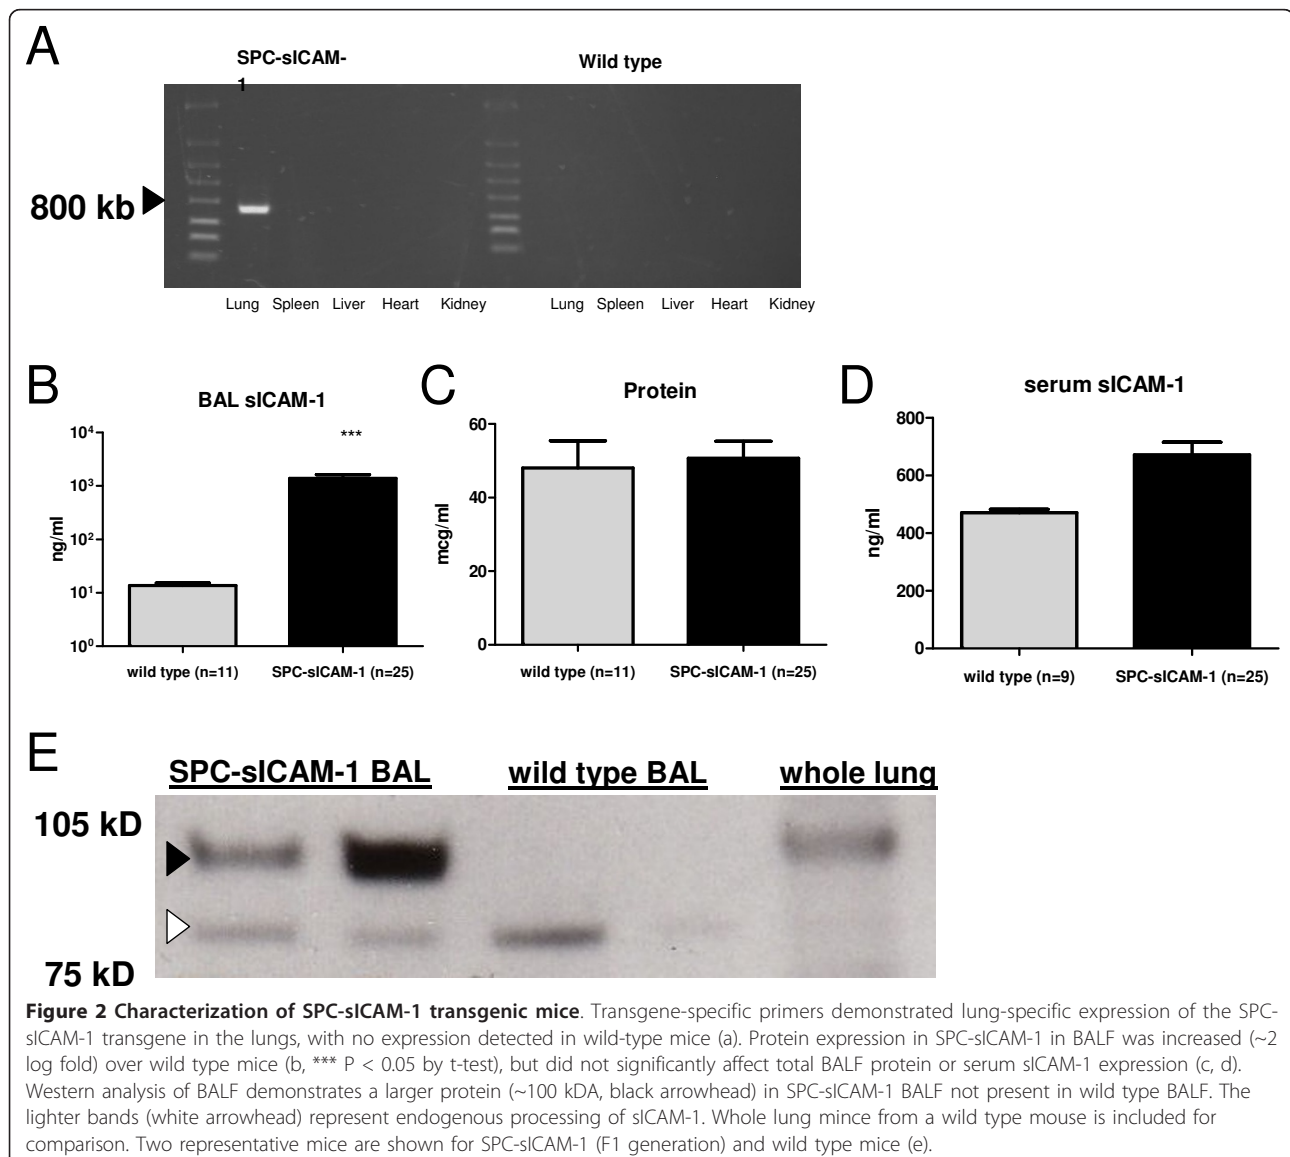 A
SPC-sICAM-
1
Wild type
800 kb
Lung Spleen Liver Heart Kidney Lung Spleen Liver Heart Kidney
B
BAL sICAM-1
***
10⁴
10³
10²
10¹
10⁰
ng/ml
wild type (n=11) SPC-sICAM-1 (n=25)
C
Protein
60
40
20
0
mcg/ml
wild type (n=11) SPC-sICAM-1 (n=25)
D
serum sICAM-1
800
600
400
200
0
ng/ml
wild type (n=9) SPC-sICAM-1 (n=25)
E
SPC-sICAM-1 BAL wild type BAL whole lung
105 kD
75 kD
Figure 2 Characterization of SPC-sICAM-1 transgenic mice. Transgene-specific primers demonstrated lung-specific expression of the SPC-
sICAM-1 transgene in the lungs, with no expression detected in wild-type mice (a). Protein expression in SPC-sICAM-1 in BALF was increased (~2
log fold) over wild type mice (b, *** P < 0.05 by t-test), but did not significantly affect total BALF protein or serum sICAM-1 expression (c, d).
Western analysis of BALF demonstrates a larger protein (~100 kDA, black arrowhead) in SPC-sICAM-1 BALF not present in wild type BALF. The
lighter bands (white arrowhead) represent endogenous processing of sICAM-1. Whole lung mince from a wild type mouse is included for
comparison. Two representative mice are shown for SPC-sICAM-1 (F1 generation) and wild type mice (e).